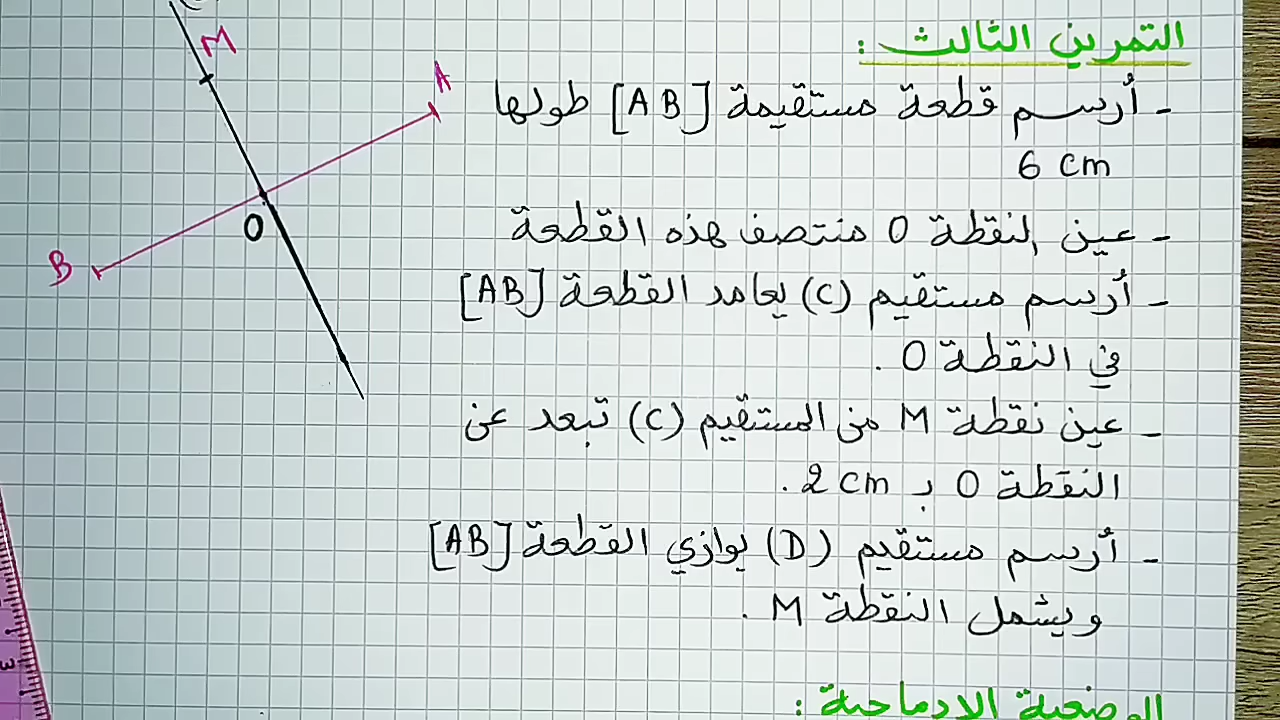 التمرين الثالث :
- أرسم قطعة مستقيمة [AB] طولها
6 cm
- عين النقطة O منتصف هذه القطعة
- أرسم مستقيم (C) يعامد القطعة [AB]
في النقطة O .
- عين نقطة M من المستقيم (C) تبعد عن
النقطة O بـ 2 cm .
- أرسم مستقيم (D) يوازي القطعة [AB]
ويشمل النقطة M .
الوضعية الادماجية :
M
A
O
B